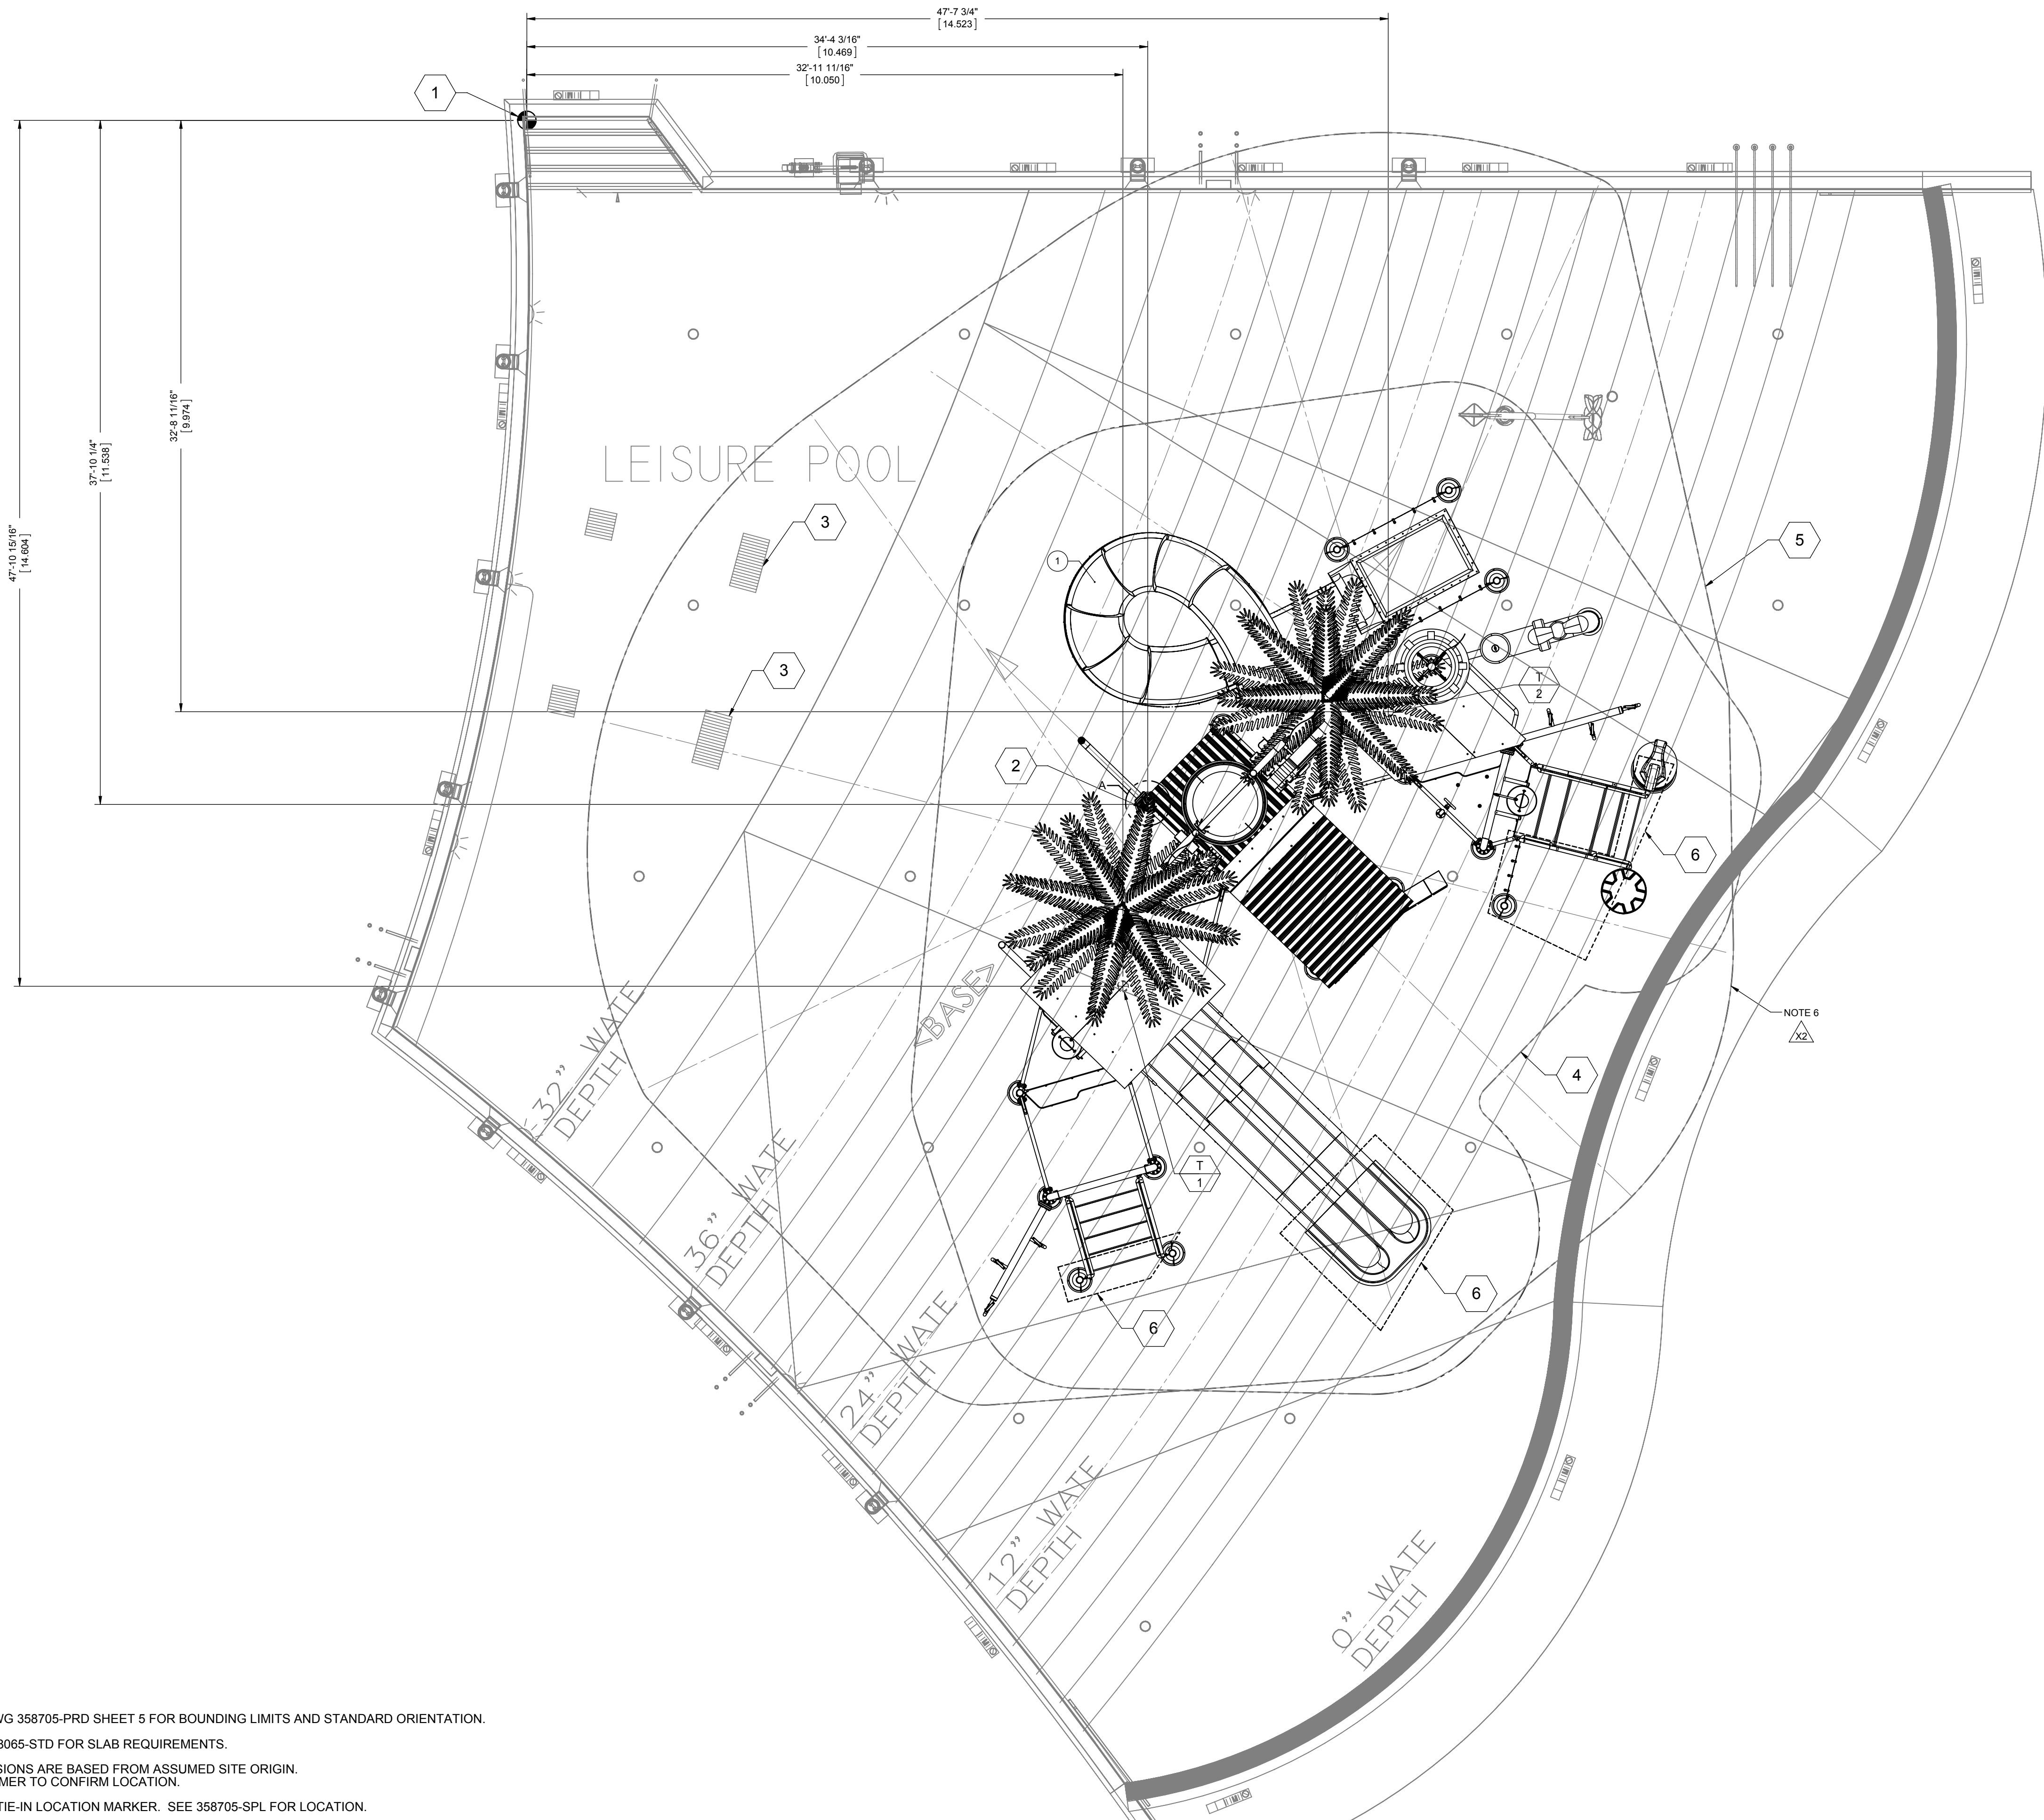 47'-7 3/4"
[14.523]
34'-4 3/16"
[10.469]
32'-11 11/16"
[10.050]
1
47'-10 15/16"
[14.604]
37'-10 1/4"
[11.538]
32'-8 11/16"
[9.974]
LEISURE POOL
3
3
1
5
T
2
2
A
6
<BASE>
NOTE 6
X2
4
32" WATE
DEPTH
T
1
36" WATE
DEPTH
6
6
24" WATE
DEPTH
12" WATE
DEPTH
0" WATE
DEPTH
WG 358705-PRD SHEET 5 FOR BOUNDING LIMITS AND STANDARD ORIENTATION.
3065-STD FOR SLAB REQUIREMENTS.
SIONS ARE BASED FROM ASSUMED SITE ORIGIN.
MER TO CONFIRM LOCATION.
TIE-IN LOCATION MARKER. SEE 358705-SPL FOR LOCATION.